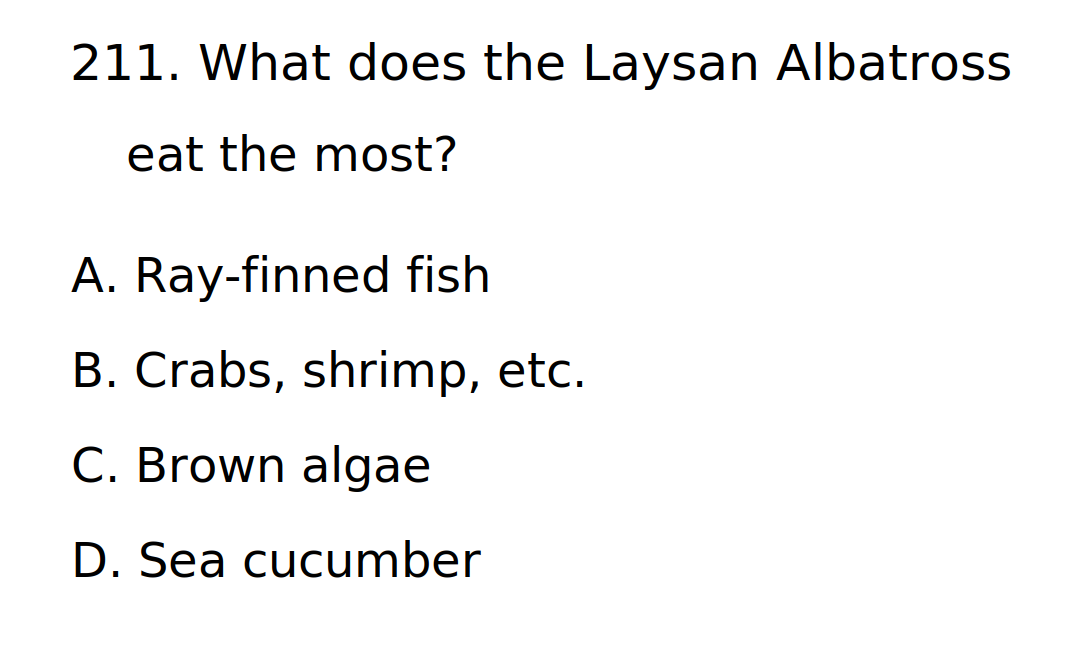 211. What does the Laysan Albatross
eat the most?
A. Ray-finned fish
B. Crabs, shrimp, etc.
C. Brown algae
D. Sea cucumber